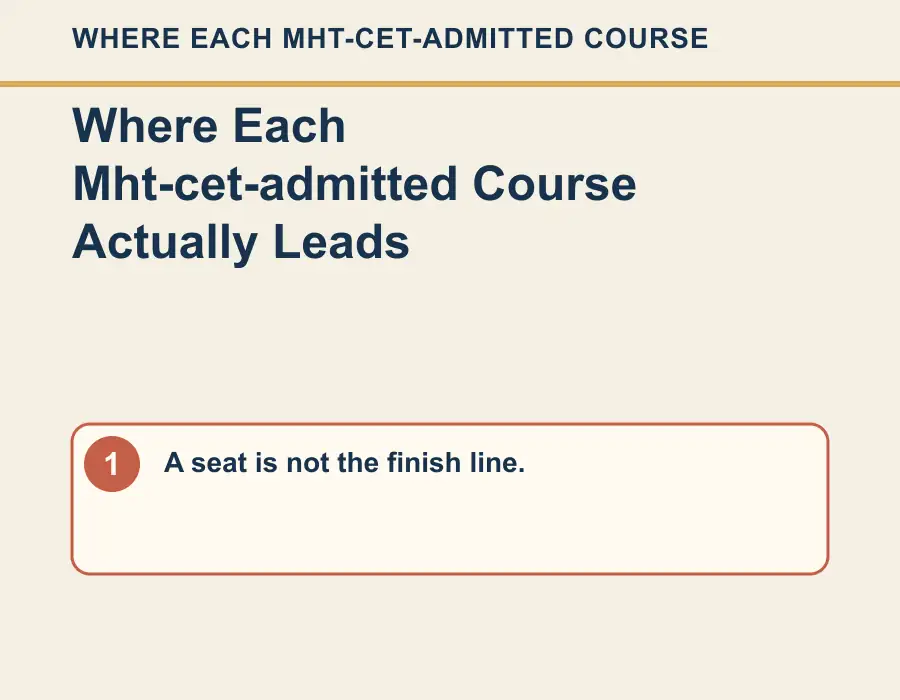 WHERE EACH MHT-CET-ADMITTED COURSE
Where Each
Mht-cet-admitted Course
Actually Leads
1
A seat is not the finish line.